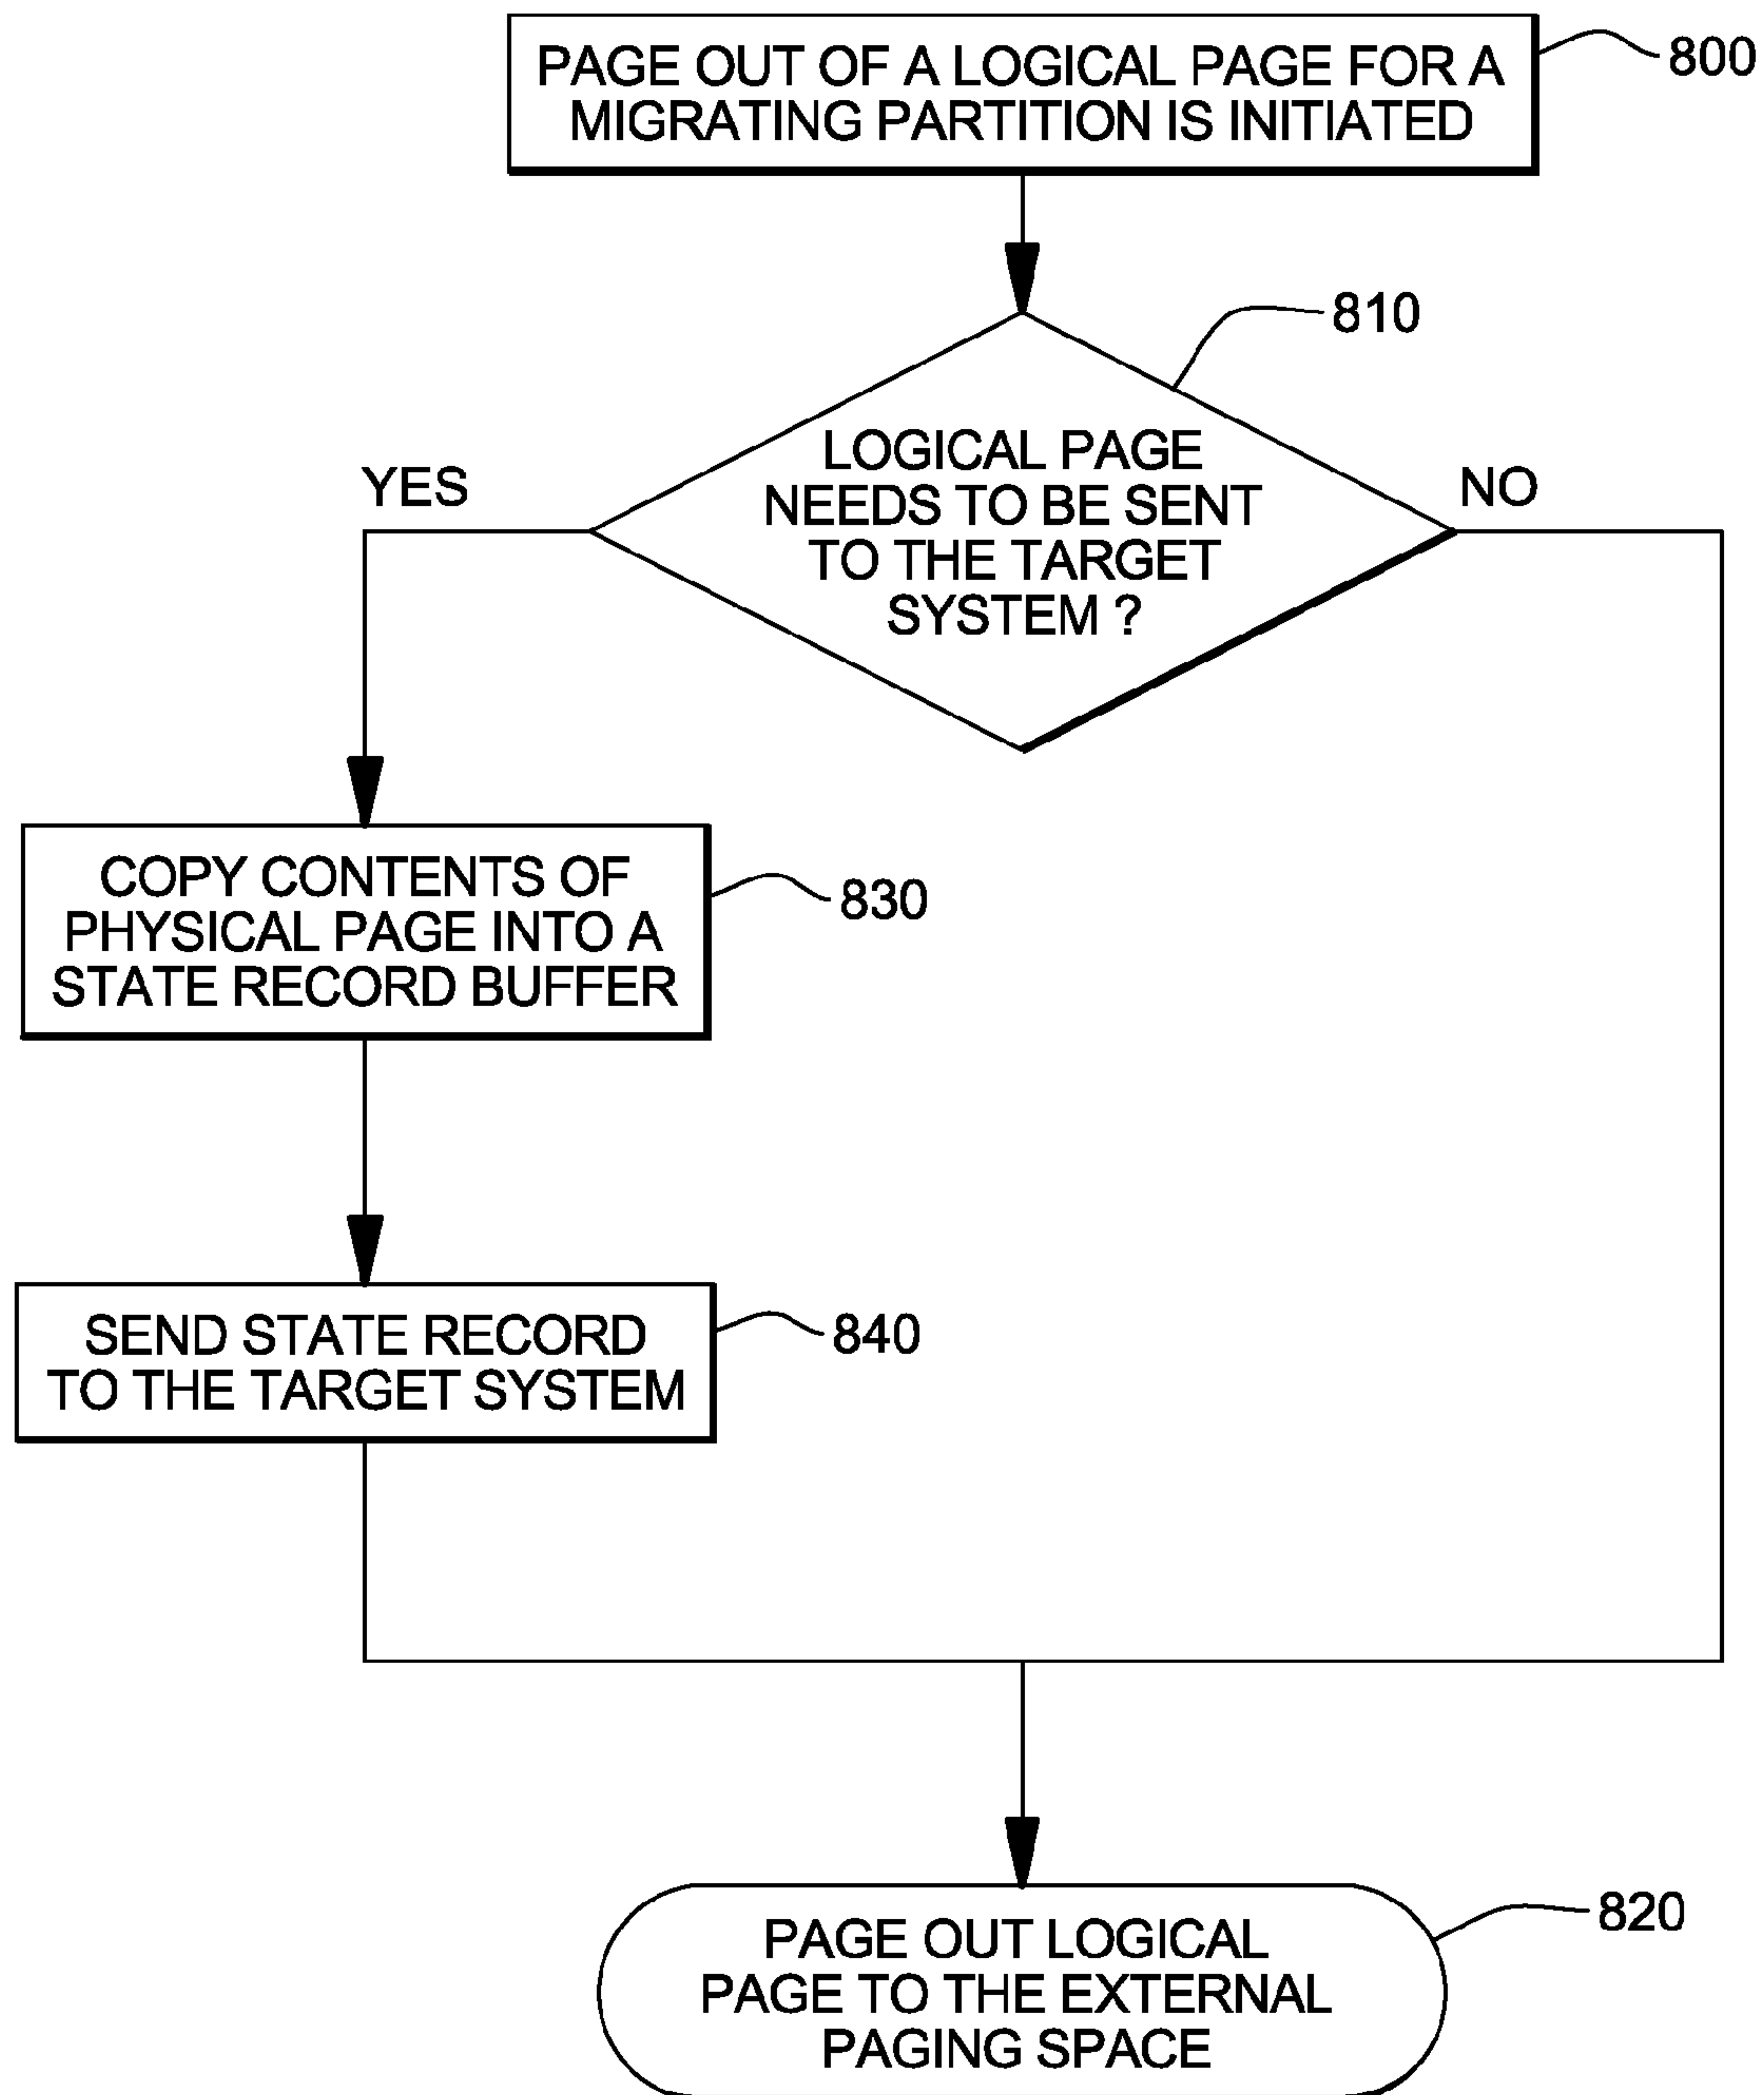 PAGE OUT OF A LOGICAL PAGE FOR A
MIGRATING PARTITION IS INITIATED
800
810
LOGICAL PAGE
NEEDS TO BE SENT
TO THE TARGET
SYSTEM ?
YES
NO
COPY CONTENTS OF
PHYSICAL PAGE INTO A
STATE RECORD BUFFER
830
SEND STATE RECORD
TO THE TARGET SYSTEM
840
PAGE OUT LOGICAL
PAGE TO THE EXTERNAL
PAGING SPACE
820